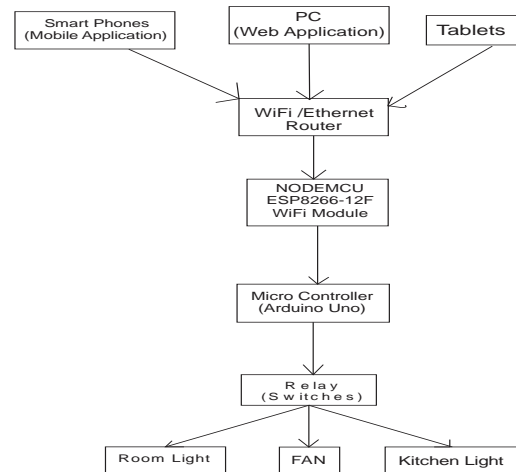 Smart Phones
(Mobile Application)
PC
(Web Application)
Tablets
WiFi /Ethernet
Router
NODEMCU
ESP8266-12F
WiFi Module
Micro Controller
(Arduino Uno)
Relay
(Switches)
Room Light
FAN
Kitchen Light